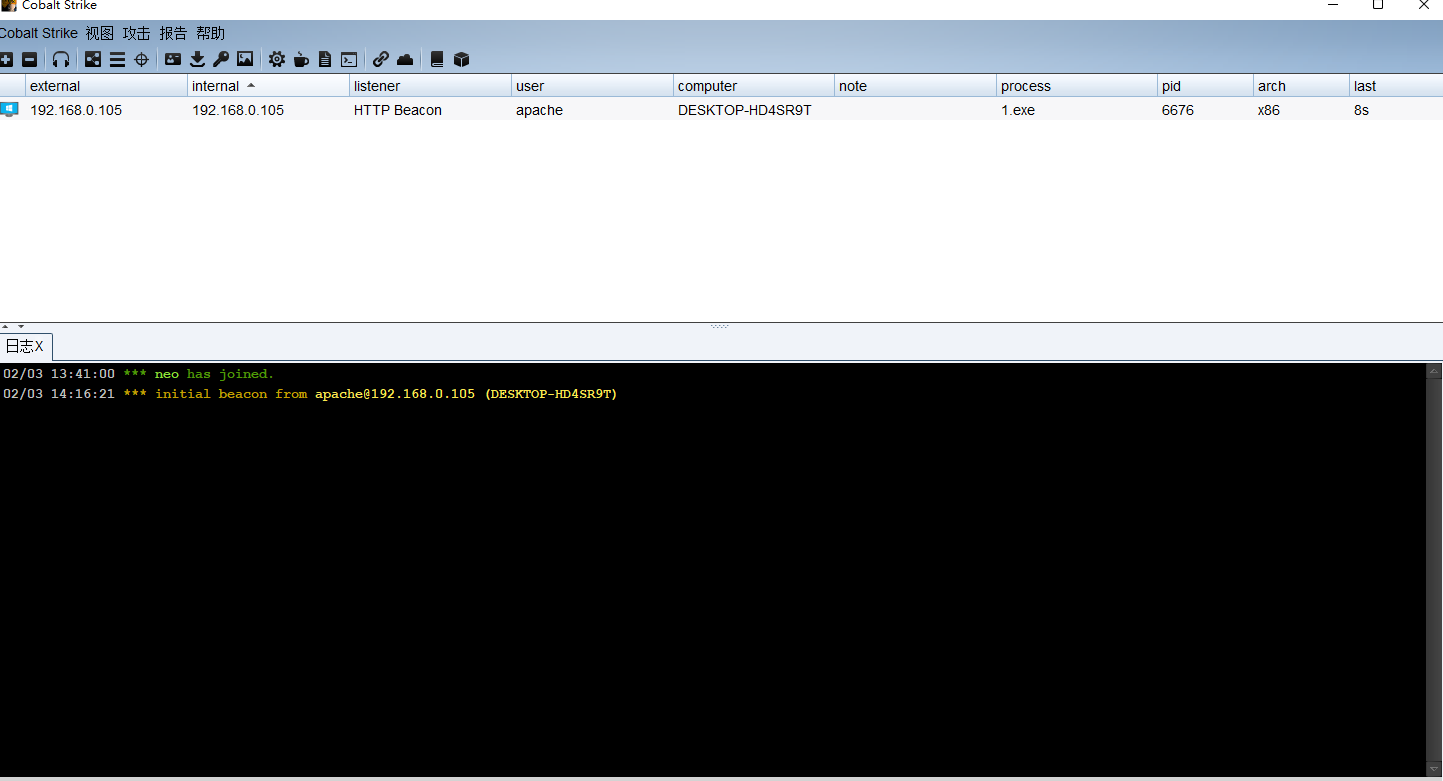 Cobalt Strike
Cobalt Strike 视图 攻击 报告 帮助
external internal listener user computer note process pid arch last
192.168.0.105 192.168.0.105 HTTP Beacon apache DESKTOP-HD4SR9T 1.exe 6676 x86 8s
日志X
02/03 13:41:00 *** neo has joined.
02/03 14:16:21 *** initial beacon from apache@192.168.0.105 (DESKTOP-HD4SR9T)